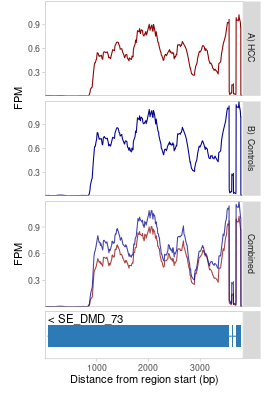 0.9
0.6
0.3
FPM
A) HCC
0.9
0.6
0.3
B) Controls
0.9
0.6
0.3
FPM
Combined
< SE_DMD_73
1000 2000 3000
Distance from region start (bp)